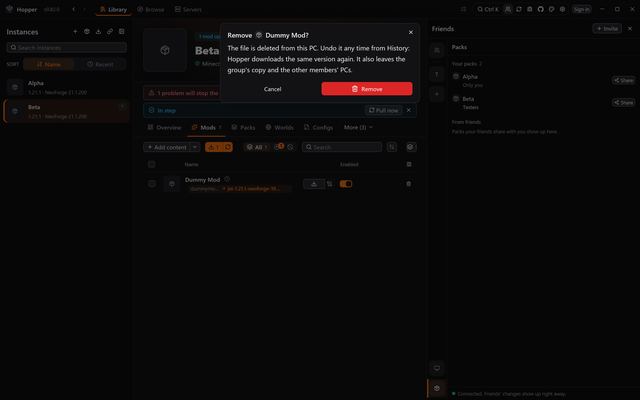 Hopper
Library
Browse
Servers
Ctrl K
Sign in
Instances
Search instances
SORT
Name
Recent
Alpha
Beta
Remove Dummy Mod?
The file is deleted from this PC. Undo it any time from History:
Hopper downloads the same version again. It also leaves the
group's copy and the other members' PCs.
Cancel
Remove
Beta
1 problem will stop the
In step
Pull now
Overview
Mods
Packs
Worlds
Configs
More (3)
Add content
All
Search
Name
Enabled
Dummy Mod
Friends
Invite
Packs
Your packs 2
Alpha
Only you
Share
Beta
Testers
Share
From friends
Packs your friends share with you show up here.
Connected. Friends' changes show up right away.